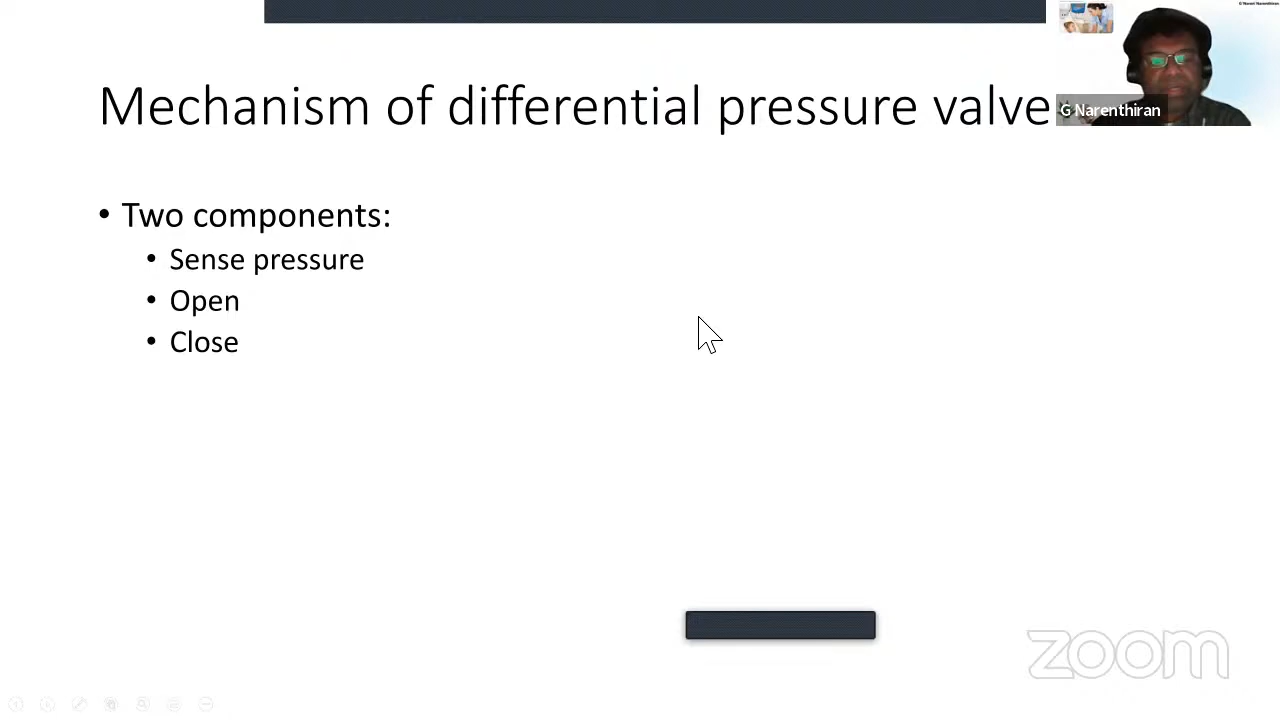 Mechanism of differential pressure valve
G Narenthiran
• Two components:
• Sense pressure
• Open
• Close
zoom